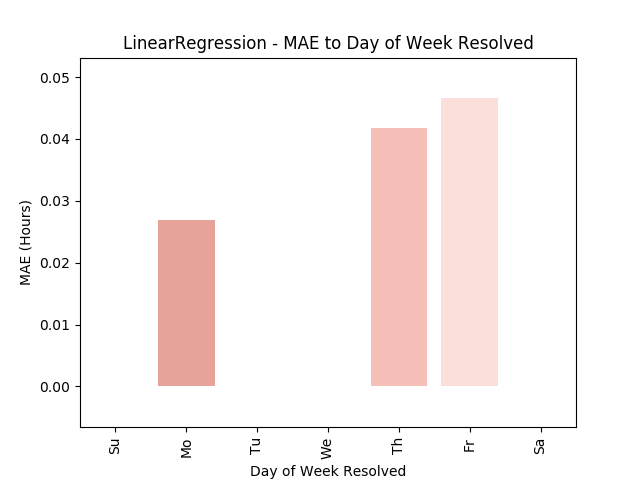 LinearRegression - MAE to Day of Week Resolved
0.05
0.04
0.03
0.02
0.01
0.00
MAE (Hours)
Su
Mo
Tu
We
Th
Fr
Sa
Day of Week Resolved